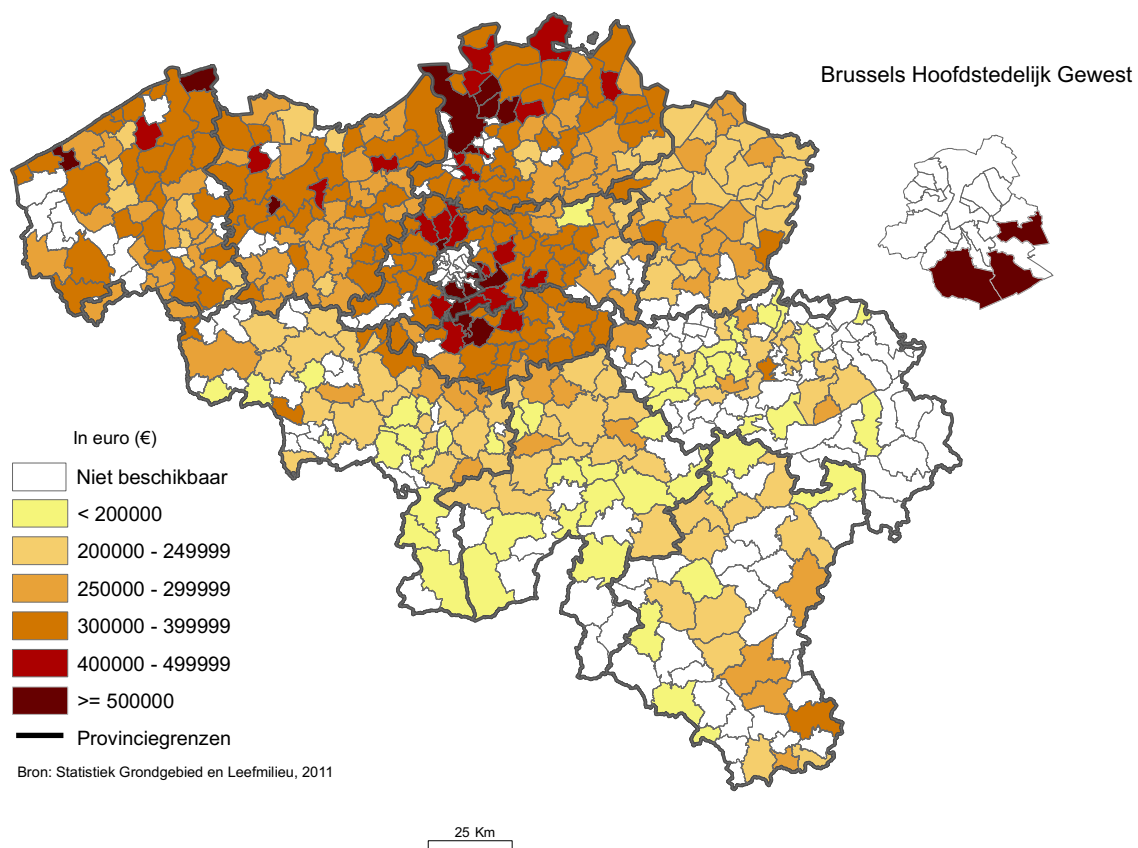 Brussels Hoofdstedelijk Gewest
In euro (€)
Niet beschikbaar
< 200000
200000 - 249999
250000 - 299999
300000 - 399999
400000 - 499999
>= 500000
Provinciegrenzen
Bron: Statistiek Grondgebied en Leefmilieu, 2011
25 Km